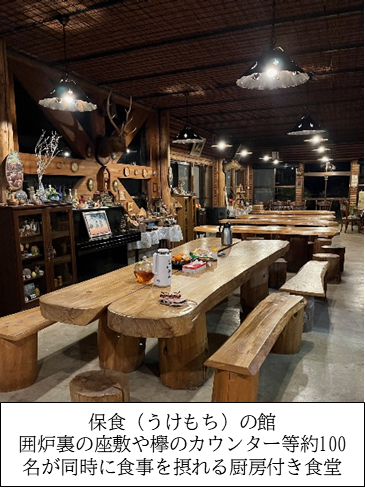 保食（うけもち）の館
囲炉裏の座敷や欅のカウンター等約100
名が同時に食事を摂れる厨房付き食堂